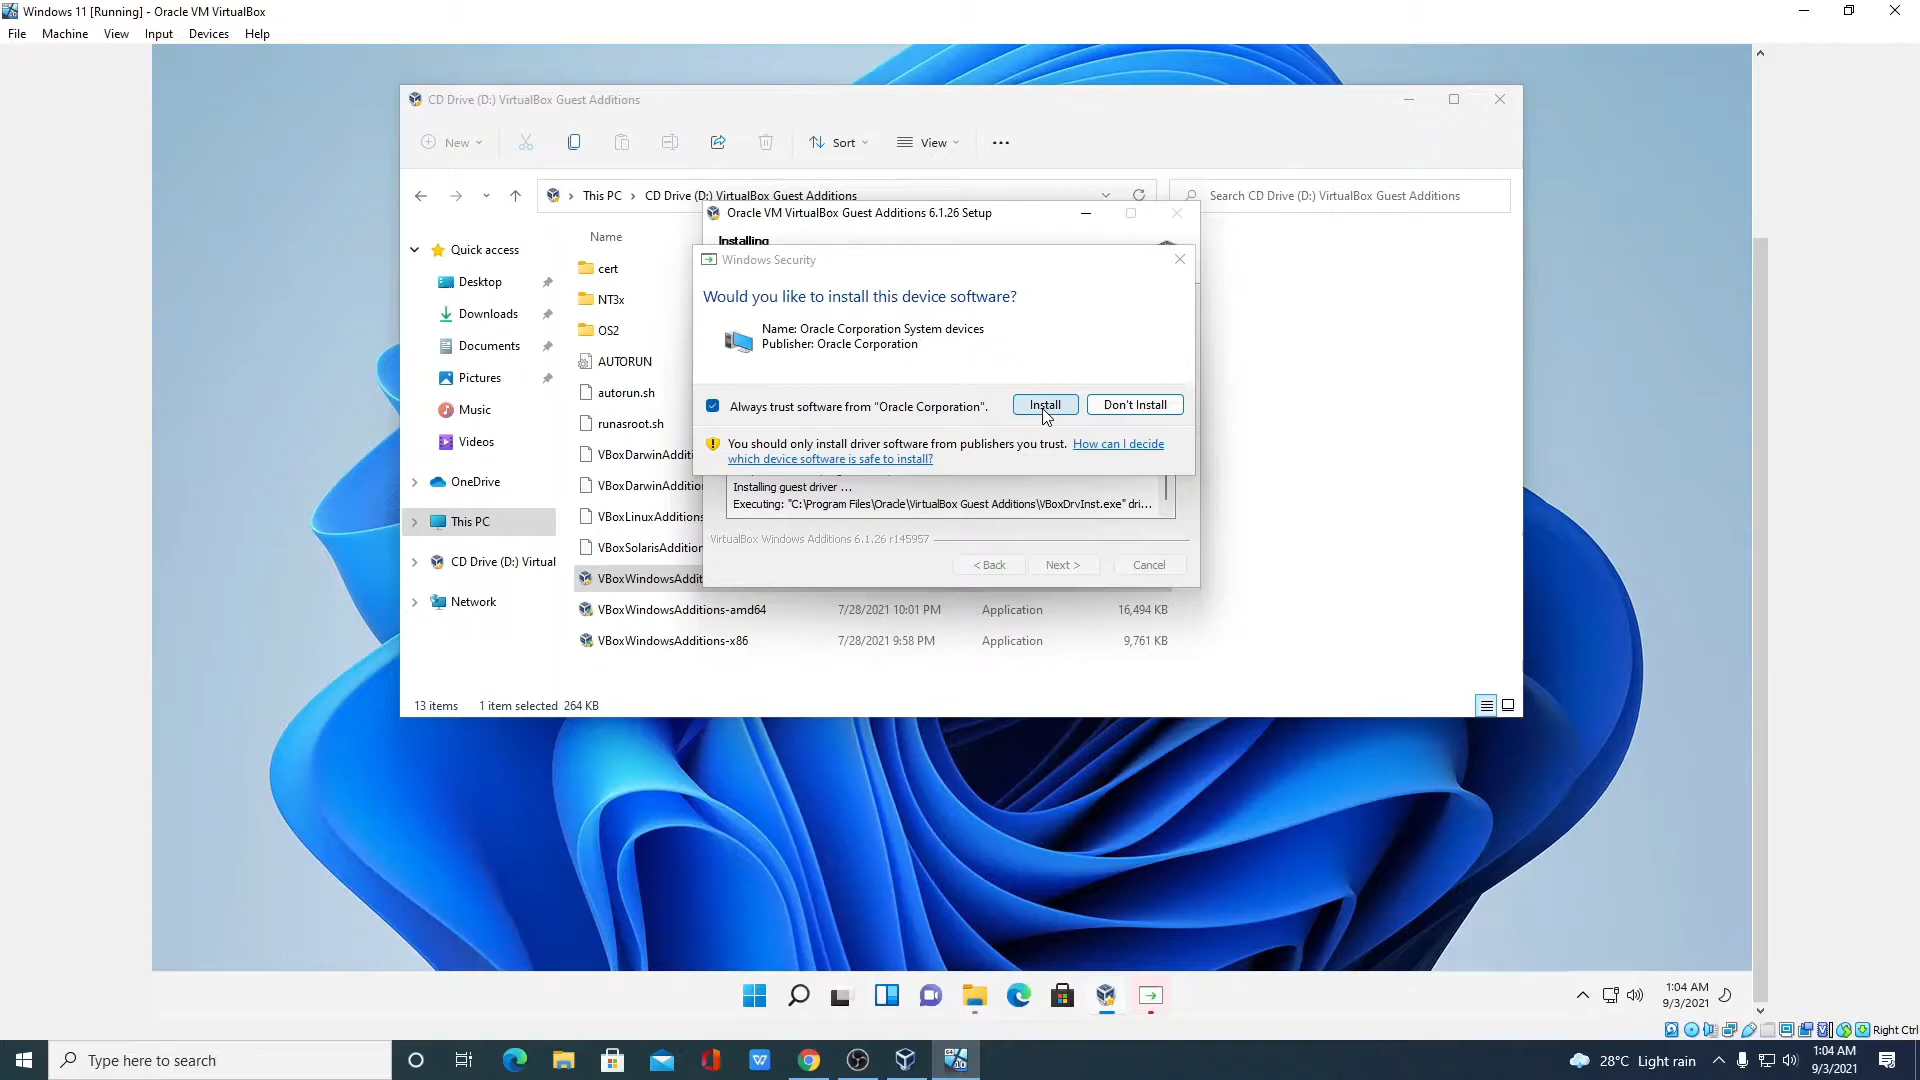 Windows 11 [Running] - Oracle VM VirtualBox
File Machine View Input Devices Help
CD Drive (D:) VirtualBox Guest Additions
New Sort View
This PC > CD Drive (D:) VirtualBox Guest Additions
Search CD Drive (D:) VirtualBox Guest Additions
Quick access
Desktop
Downloads
Documents
Pictures
Music
Videos
OneDrive
This PC
CD Drive (D:) Virtual
Network
Name
cert
NT3x
OS2
AUTORUN
autorun.sh
runasroot.sh
VBoxDarwinAdditi
VBoxDarwinAdditio
VBoxLinuxAdditions
VBoxSolarisAddition
VBoxWindowsAddit
VBoxWindowsAdditions-amd64 7/28/2021 10:01 PM Application 16,494 KB
VBoxWindowsAdditions-x86 7/28/2021 9:58 PM Application 9,761 KB
13 items 1 item selected 264 KB
Oracle VM VirtualBox Guest Additions 6.1.26 Setup
Installing
Windows Security
Would you like to install this device software?
Name: Oracle Corporation System devices
Publisher: Oracle Corporation
Always trust software from "Oracle Corporation".
Install Don't Install
You should only install driver software from publishers you trust. How can I decide
which device software is safe to install?
Installing guest driver ...
Executing: "C:\Program Files\Oracle\VirtualBox Guest Additions\VBoxDrvInst.exe" dri...
VirtualBox Windows Additions 6.1.26 r145957
< Back Next > Cancel
1:04 AM
9/3/2021
Right Ctrl
Type here to search
28°C Light rain
1:04 AM
9/3/2021